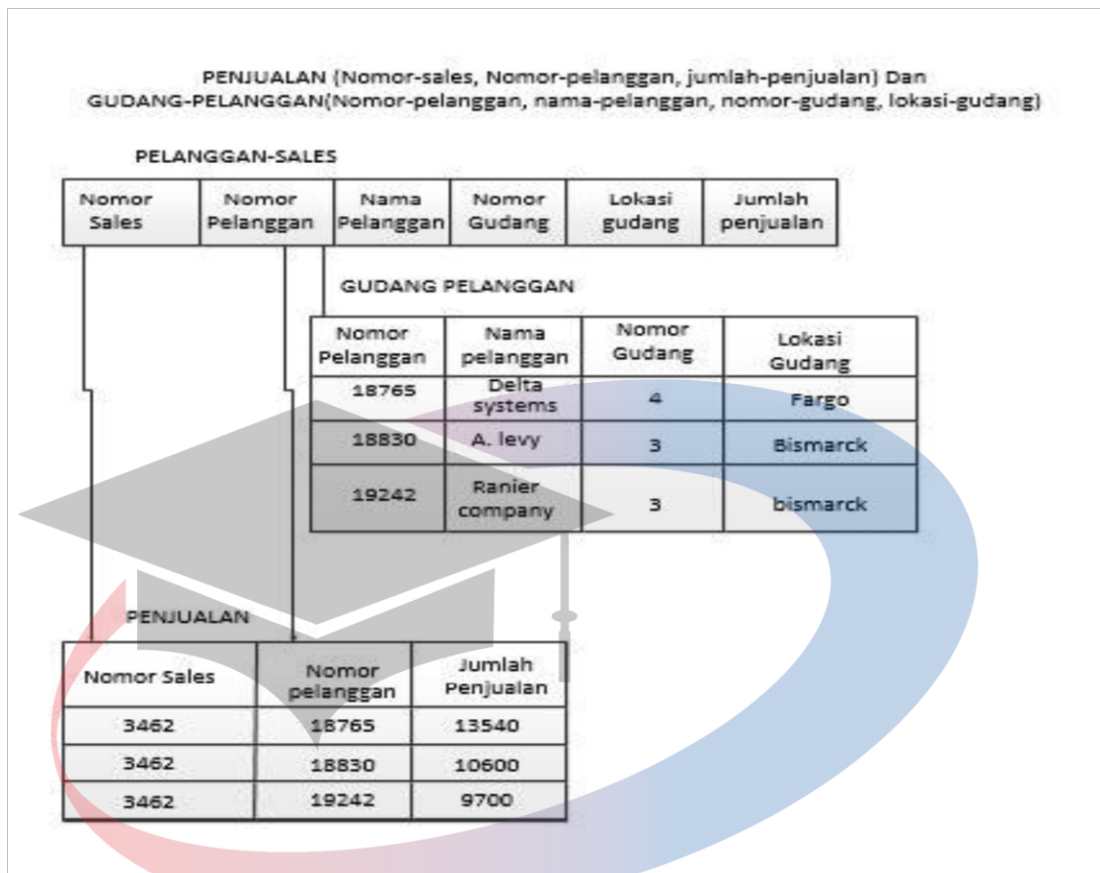 PENJUALAN (Nomor-sales, Nomor-pelanggan, jumlah-penjualan) Dan
GUDANG-PELANGGAN(Nomor-pelanggan, nama-pelanggan, nomor-gudang, lokasi-gudang)
PELANGGAN-SALES
Nomor Sales Nomor Pelanggan Nama Pelanggan Nomor Gudang Lokasi gudang Jumlah penjualan
GUDANG PELANGGAN
Nomor Pelanggan Nama pelanggan Nomor Gudang Lokasi Gudang
18765 Delta systems 4 Fargo
18830 A. levy 3 Bismarck
19242 Ranier company 3 bismarck
PENJUALAN
Nomor Sales Nomor pelanggan Jumlah Penjualan
3462 18765 13540
3462 18830 10600
3462 19242 9700